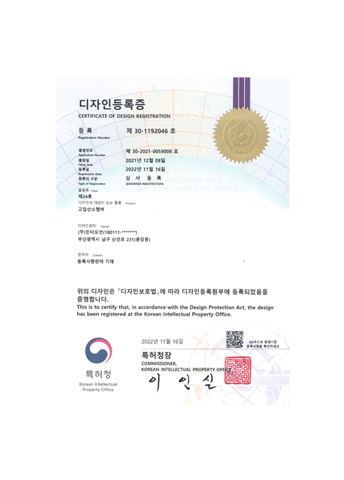 디자인등록증
CERTIFICATE OF DESIGN REGISTRATION
등 록 제 30-1192046 호
Registration Number
출원번호 제 30-2021-0059008 호
Application Number
출원일 2021년 12월 08일
Filing Date
등록일 2022년 11월 16일
Registration Date
등록의 구분 심 사 등 록
Type of Registration (EXAMINED REGISTRATION)
물품류 Class
제24류
디자인의 대상이 되는 물품 Product
고압산소챔버
디자인권자 Owner
부산광역시 남구 신선로 231(용당동)
창작자 Creator
등록사항란에 기재
위의 디자인은 「디자인보호법」에 따라 디자인등록원부에 등록되었음을
증명합니다.
This is to certify that, in accordance with the Design Protection Act, the design
has been registered at the Korean Intellectual Property Office.
2022년 11월 16일
QR코드로 현재기준
등록사항을 확인하세요
특허청장
COMMISSIONER,
KOREAN INTELLECTUAL PROPERTY OFFICE
이 인 실
특허청
Korean Intellectual
Property Office